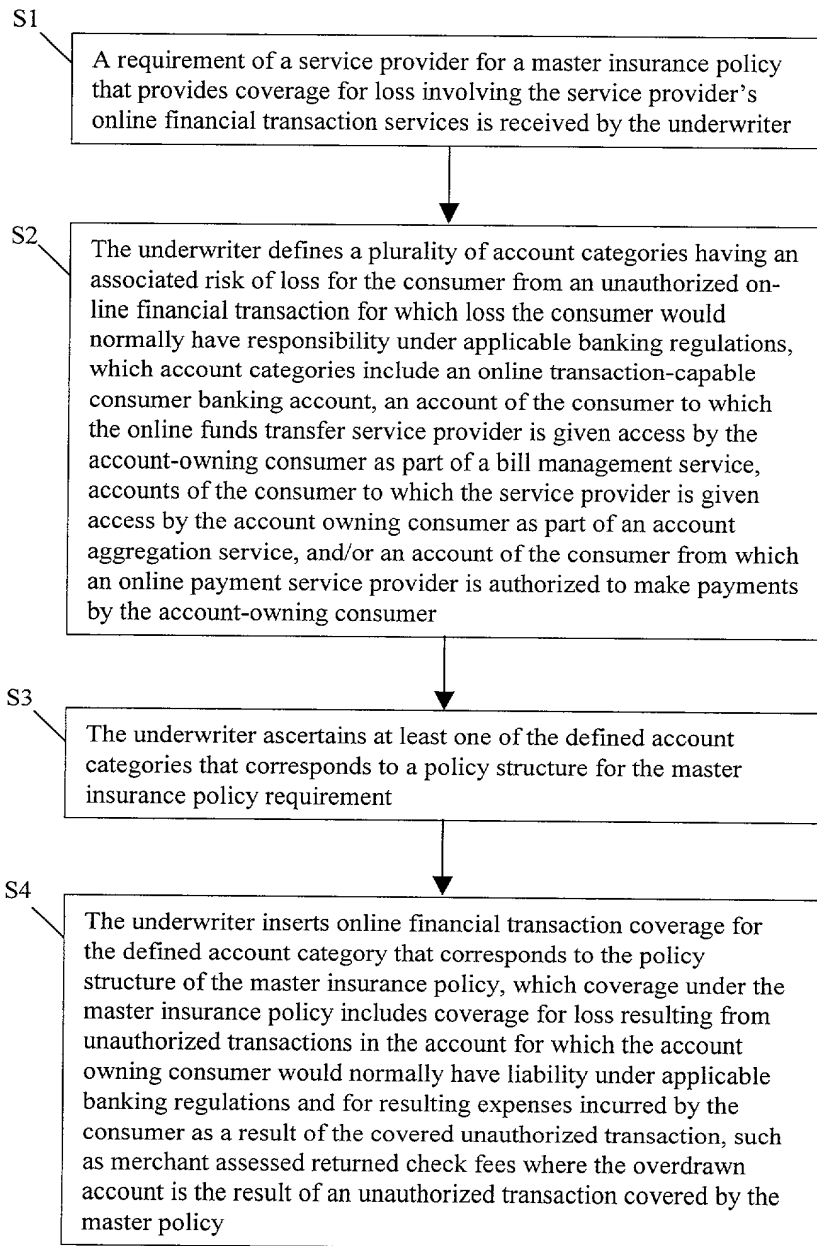 S1
A requirement of a service provider for a master insurance policy
that provides coverage for loss involving the service provider's
online financial transaction services is received by the underwriter
S2
The underwriter defines a plurality of account categories having an
associated risk of loss for the consumer from an unauthorized on-
line financial transaction for which loss the consumer would
normally have responsibility under applicable banking regulations,
which account categories include an online transaction-capable
consumer banking account, an account of the consumer to which
the online funds transfer service provider is given access by the
account-owning consumer as part of a bill management service,
accounts of the consumer to which the service provider is given
access by the account owning consumer as part of an account
aggregation service, and/or an account of the consumer from which
an online payment service provider is authorized to make payments
by the account-owning consumer
S3
The underwriter ascertains at least one of the defined account
categories that corresponds to a policy structure for the master
insurance policy requirement
S4
The underwriter inserts online financial transaction coverage for
the defined account category that corresponds to the policy
structure of the master insurance policy, which coverage under the
master insurance policy includes coverage for loss resulting from
unauthorized transactions in the account for which the account
owning consumer would normally have liability under applicable
banking regulations and for resulting expenses incurred by the
consumer as a result of the covered unauthorized transaction, such
as merchant assessed returned check fees where the overdrawn
account is the result of an unauthorized transaction covered by the
master policy